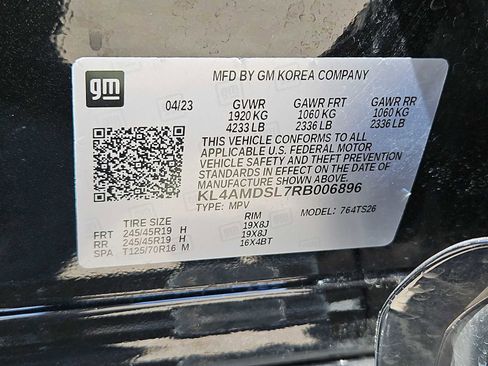 gm
MFD BY GM KOREA COMPANY
04/23 GVWR GAWR FRT GAWR RR
1920 KG 1060 KG 1060 KG
4233 LB 2336 LB 2336 LB
THIS VEHICLE CONFORMS TO ALL
APPLICABLE U.S. FEDERAL MOTOR
VEHICLE SAFETY AND THEFT PREVENTION
STANDARDS IN EFFECT ON THE DATE OF
MANUFACTURE SHOWN ABOVE.
KL4AMDSL7RB006896
TYPE: MPV MODEL: 764TS26
TIRE SIZE RIM
FRT 245/45R19 H 19X8J
RR 245/45R19 H 19X8J
SPA T125/70R16 M 16X4BT